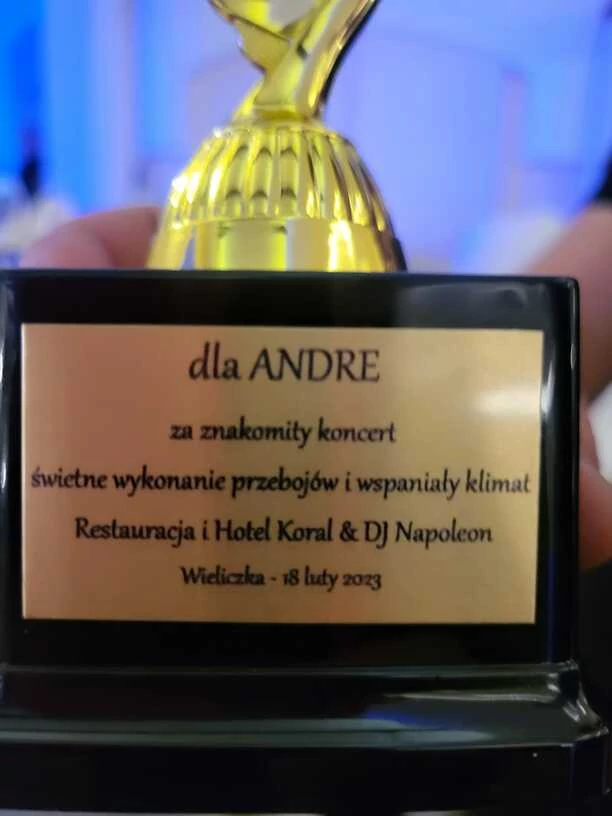 dla ANDRE
za znakomity koncert
świetne wykonanie przebojów i wspaniały klimat
Restauracja i Hotel Koral & DJ Napoleon
Wieliczka - 18 luty 2023